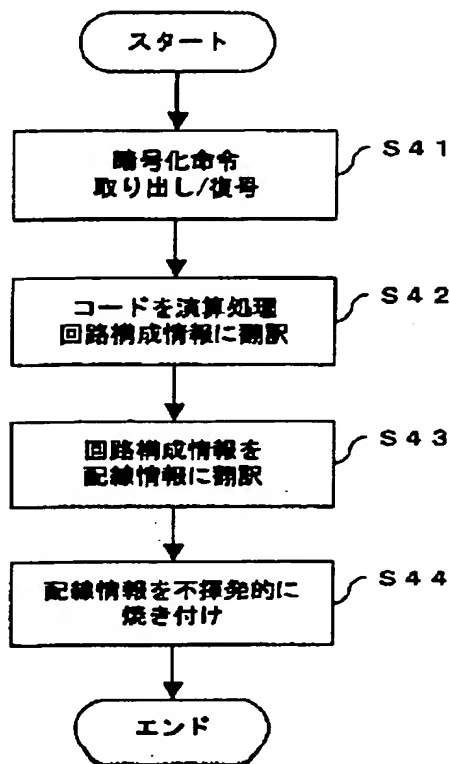 スタート
暗号化命令
取り出し/復号
S41
コードを演算処理
回路構成情報に翻訳
S42
回路構成情報を
配線情報に翻訳
S43
配線情報を不揮発的に
焼き付け
S44
エンド